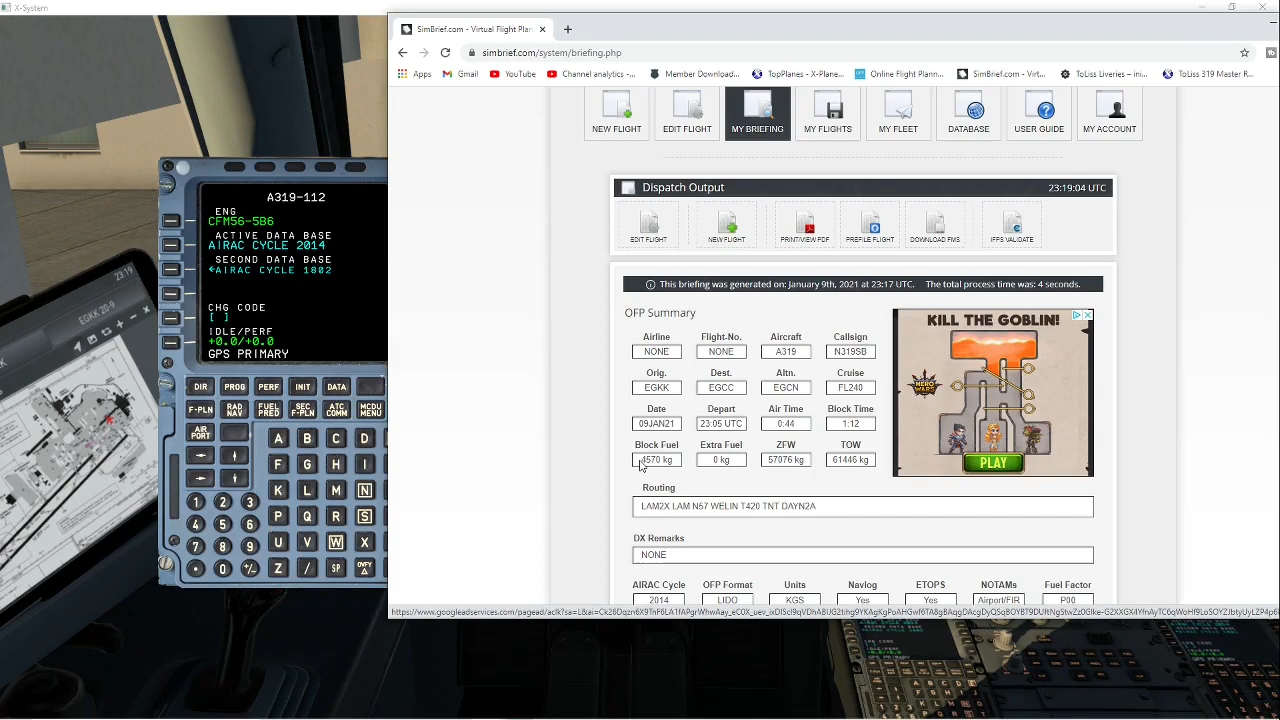 X-System
SimBrief.com - Virtual Flight Plan
simbrief.com/system/briefing.php
Apps
Gmail
YouTube
Channel analytics -...
Member Download...
TopPlanes - X-Plane...
Online Flight Plann...
SimBrief.com - Virt...
ToLiss Liveries – ini...
ToLiss 319 Master R...
NEW FLIGHT
EDIT FLIGHT
MY BRIEFING
MY FLIGHTS
MY FLEET
DATABASE
USER GUIDE
MY ACCOUNT
Dispatch Output
23:19:04 UTC
EDIT FLIGHT
NEW FLIGHT
PRINT/VIEW PDF
PREFILE FLIGHT
DOWNLOAD FMS
IFPS VALIDATE
This briefing was generated on: January 9th, 2021 at 23:17 UTC. The total process time was: 4 seconds.
OFP Summary
Airline Flight-No. Aircraft Callsign
NONE NONE A319 N319SB
Orig. Dest. Altn. Cruise
EGKK EGCC EGCN FL240
Date Depart Air Time Block Time
09JAN21 23:05 UTC 0:44 1:12
Block Fuel Extra Fuel ZFW TOW
4570 kg 0 kg 57076 kg 61446 kg
Routing
LAM2X LAM N57 WELIN T420 TNT DAYN2A
DX Remarks
NONE
AIRAC Cycle OFP Format Units Navlog ETOPS NOTAMs Fuel Factor
2014 LIDO KGS Yes Yes Airport/FIR P00
KILL THE GOBLIN!
HERO WARS
PLAY
A319-112
ENG
CFM56-5B6
ACTIVE DATA BASE
AIRAC CYCLE 2014
SECOND DATA BASE
←AIRAC CYCLE 1802
CHG CODE
[ ]
IDLE/PERF
+0.0/+0.0
GPS PRIMARY
DIR PROG PERF INIT DATA
F-PLN RAD NAV FUEL PRED SEC F-PLN ATC COMM MCDU MENU
AIR PORT
← ↑
→ ↓
A B C D
F G H I
K L M N
P Q R S
U V W X
Z / SP OVFY Δ
1 2 3
4 5 6
7 8 9
. 0 +/-
23:19
EGKK 20-9